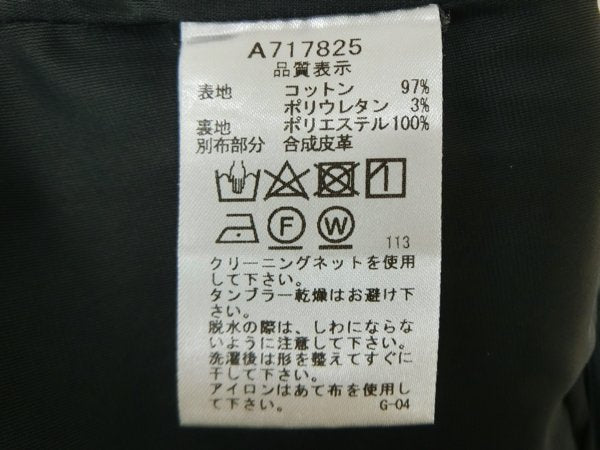 A717825
品質表示
表地 コットン 97%
ポリウレタン 3%
裏地 ポリエステル100%
別布部分 合成皮革
F W
113
クリーニングネットを使用
して下さい。
タンブラー乾燥はお避け下
さい。
脱水の際は、しわにならな
いように注意して下さい。
洗濯後は形を整えてすぐに
干して下さい。
アイロンはあて布を使用し
て下さい。 G-04